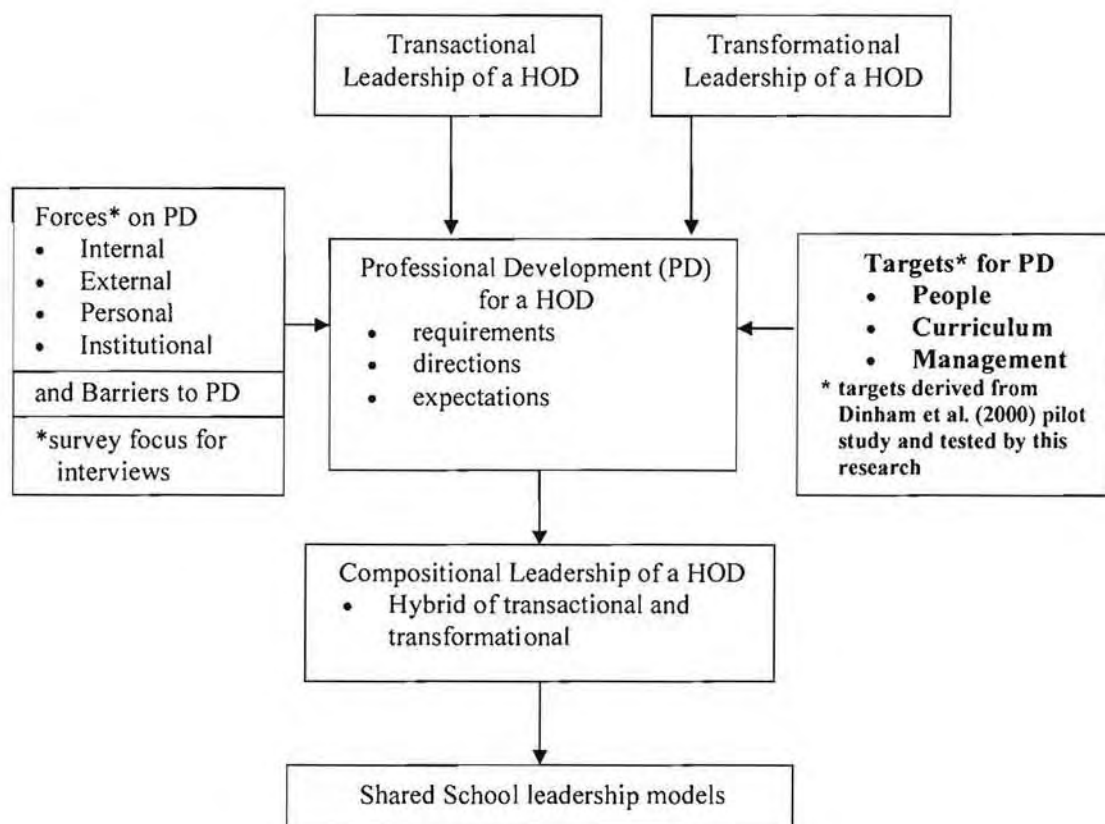 Transactional
Leadership of a HOD
Transformational
Leadership of a HOD
Forces* on PD
• Internal
• External
• Personal
• Institutional
and Barriers to PD
*survey focus for
interviews
Professional Development (PD)
for a HOD
• requirements
• directions
• expectations
Targets* for PD
• People
• Curriculum
• Management
* targets derived from
Dinham et al. (2000) pilot
study and tested by this
research
Compositional Leadership of a HOD
• Hybrid of transactional and
transformational
Shared School leadership models